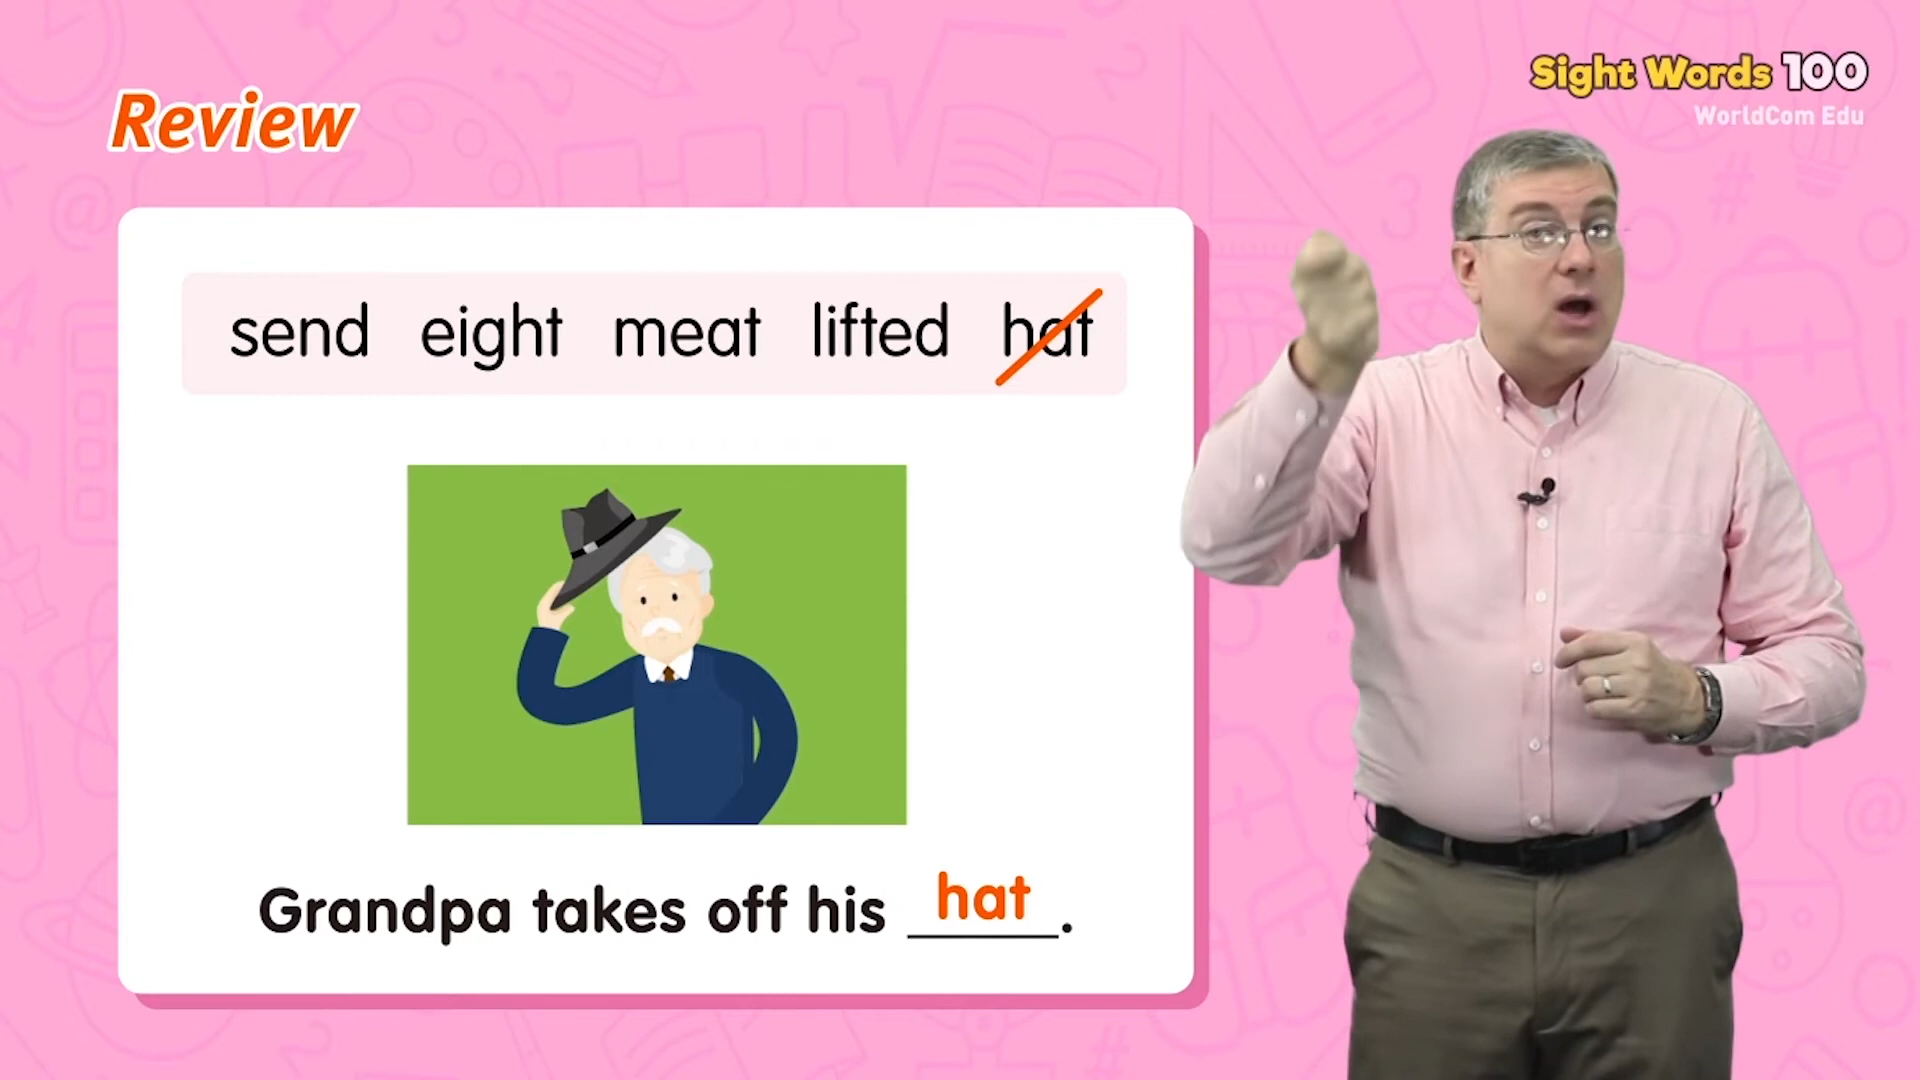 Sight Words 100
WorldCom Edu
Review
send eight meat lifted hat
Grandpa takes off his hat.